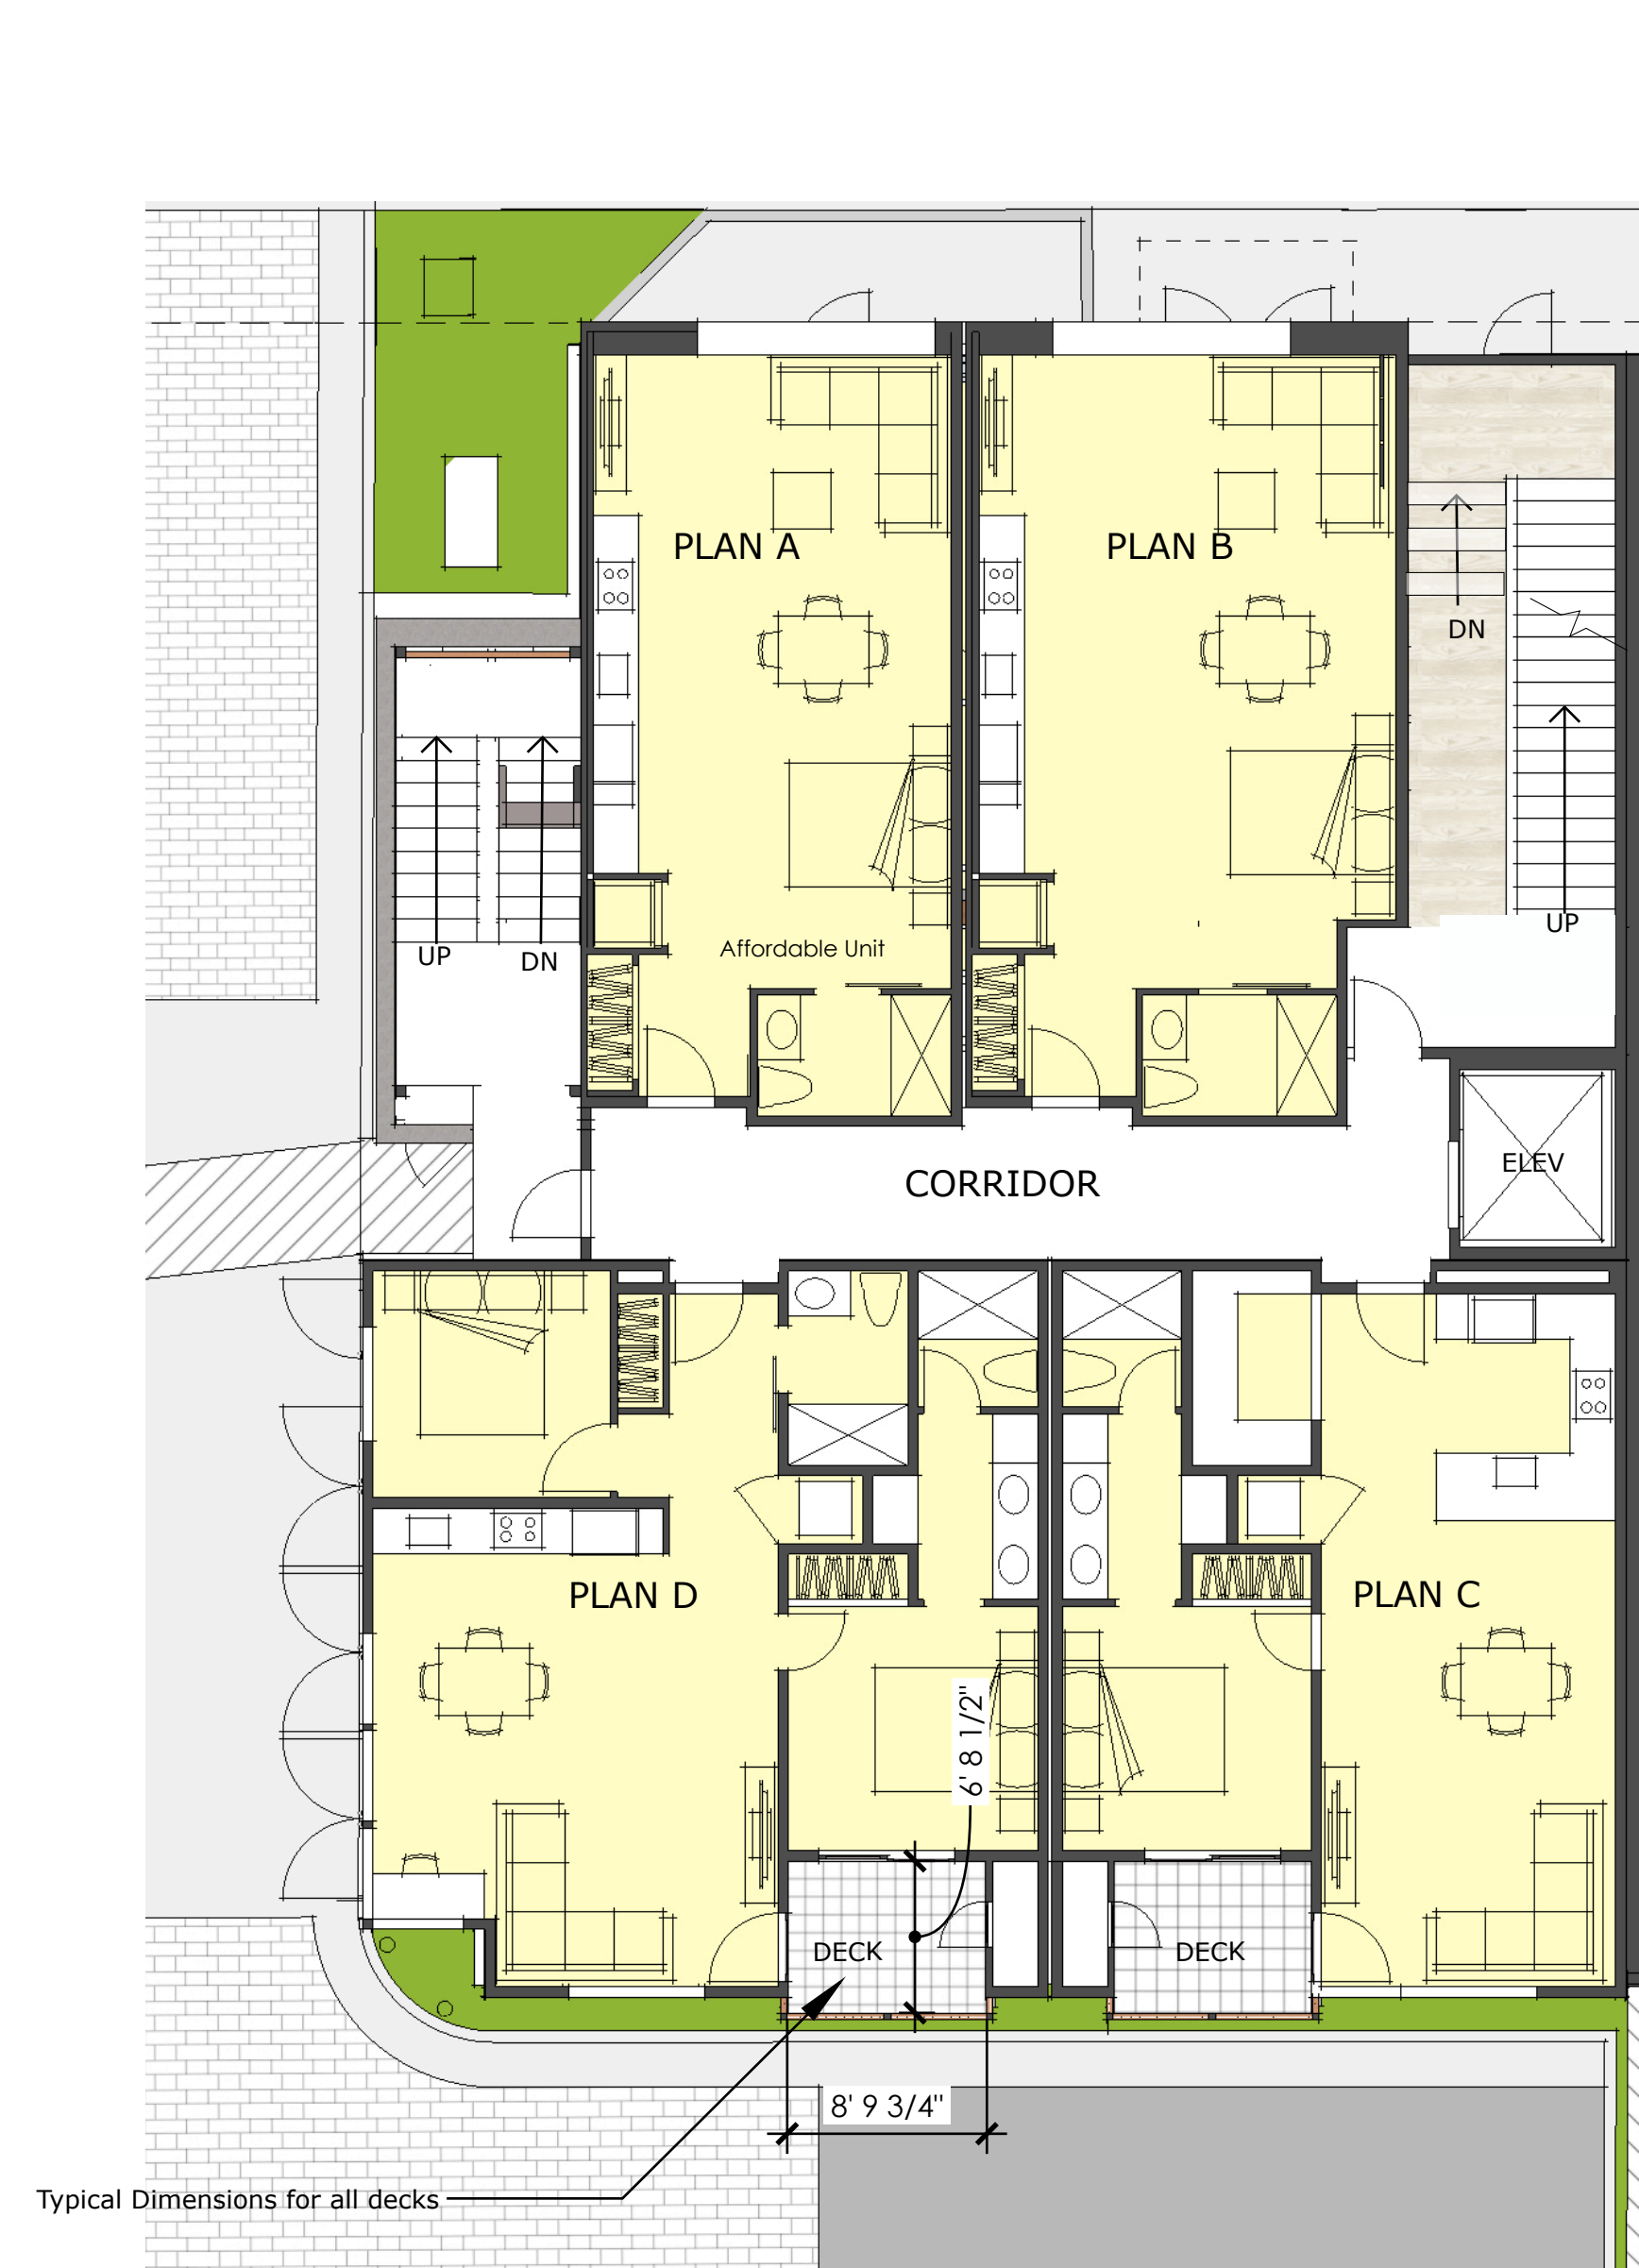 PLAN A
PLAN B
DN
Affordable Unit
UP
UP
DN
CORRIDOR
ELEV
PLAN D
PLAN C
6' 8 1/2"
DECK
DECK
8' 9 3/4"
Typical Dimensions for all decks